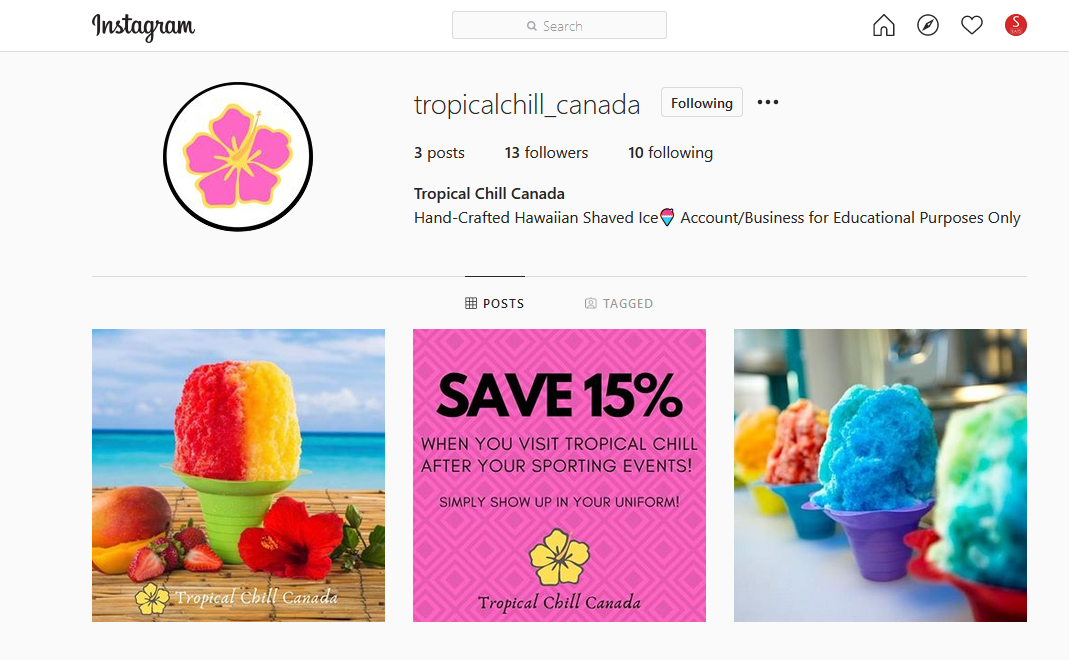 Instagram
Search
S
tropicalchill_canada Following
3 posts 13 followers 10 following
Tropical Chill Canada
Hand-Crafted Hawaiian Shaved Ice🍧 Account/Business for Educational Purposes Only
POSTS TAGGED
Tropical Chill Canada
SAVE 15%
WHEN YOU VISIT TROPICAL CHILL
AFTER YOUR SPORTING EVENTS!
SIMPLY SHOW UP IN YOUR UNIFORM!
Tropical Chill Canada